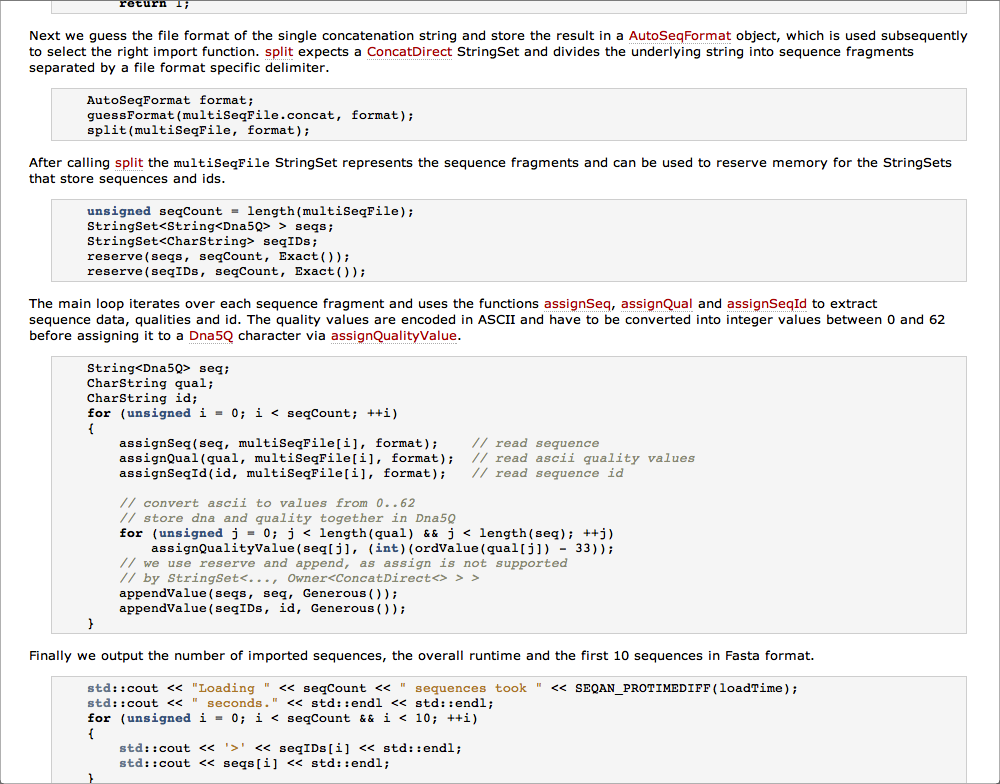 return 1;
Next we guess the file format of the single concatenation string and store the result in a AutoSeqFormat object, which is used subsequently
to select the right import function. split expects a ConcatDirect StringSet and divides the underlying string into sequence fragments
separated by a file format specific delimiter.
AutoSeqFormat format;
guessFormat(multiSeqFile.concat, format);
split(multiSeqFile, format);
After calling split the multiSeqFile StringSet represents the sequence fragments and can be used to reserve memory for the StringSets
that store sequences and ids.
unsigned seqCount = length(multiSeqFile);
StringSet<String<Dna5Q> > seqs;
StringSet<CharString> seqIDs;
reserve(seqs, seqCount, Exact());
reserve(seqIDs, seqCount, Exact());
The main loop iterates over each sequence fragment and uses the functions assignSeq, assignQual and assignSeqId to extract
sequence data, qualities and id. The quality values are encoded in ASCII and have to be converted into integer values between 0 and 62
before assigning it to a Dna5Q character via assignQualityValue.
String<Dna5Q> seq;
CharString qual;
CharString id;
for (unsigned i = 0; i < seqCount; ++i)
{
assignSeq(seq, multiSeqFile[i], format);    // read sequence
assignQual(qual, multiSeqFile[i], format);  // read ascii quality values
assignSeqId(id, multiSeqFile[i], format);   // read sequence id
// convert ascii to values from 0..62
// store dna and quality together in Dna5Q
for (unsigned j = 0; j < length(qual) && j < length(seq); ++j)
assignQualityValue(seq[j], (int)(ordValue(qual[j]) - 33));
// we use reserve and append, as assign is not supported
// by StringSet<..., Owner<ConcatDirect<> > >
appendValue(seqs, seq, Generous());
appendValue(seqIDs, id, Generous());
}
Finally we output the number of imported sequences, the overall runtime and the first 10 sequences in Fasta format.
std::cout << "Loading " << seqCount << " sequences took " << SEQAN_PROTIMEDIFF(loadTime);
std::cout << " seconds." << std::endl << std::endl;
for (unsigned i = 0; i < seqCount && i < 10; ++i)
{
std::cout << '>' << seqIDs[i] << std::endl;
std::cout << seqs[i] << std::endl;
}